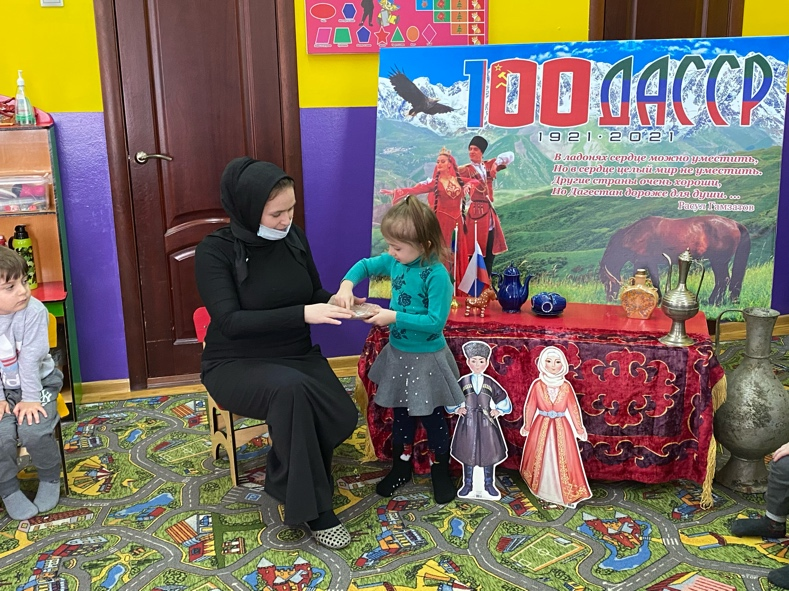 100 ДАССР
1921-2021
В ладонях сердце можно уместить,
Но в сердце целый мир не уместить.
Другие страны очень хороши,
Но Дагестан дороже для души. ...
Расул Гамзатов